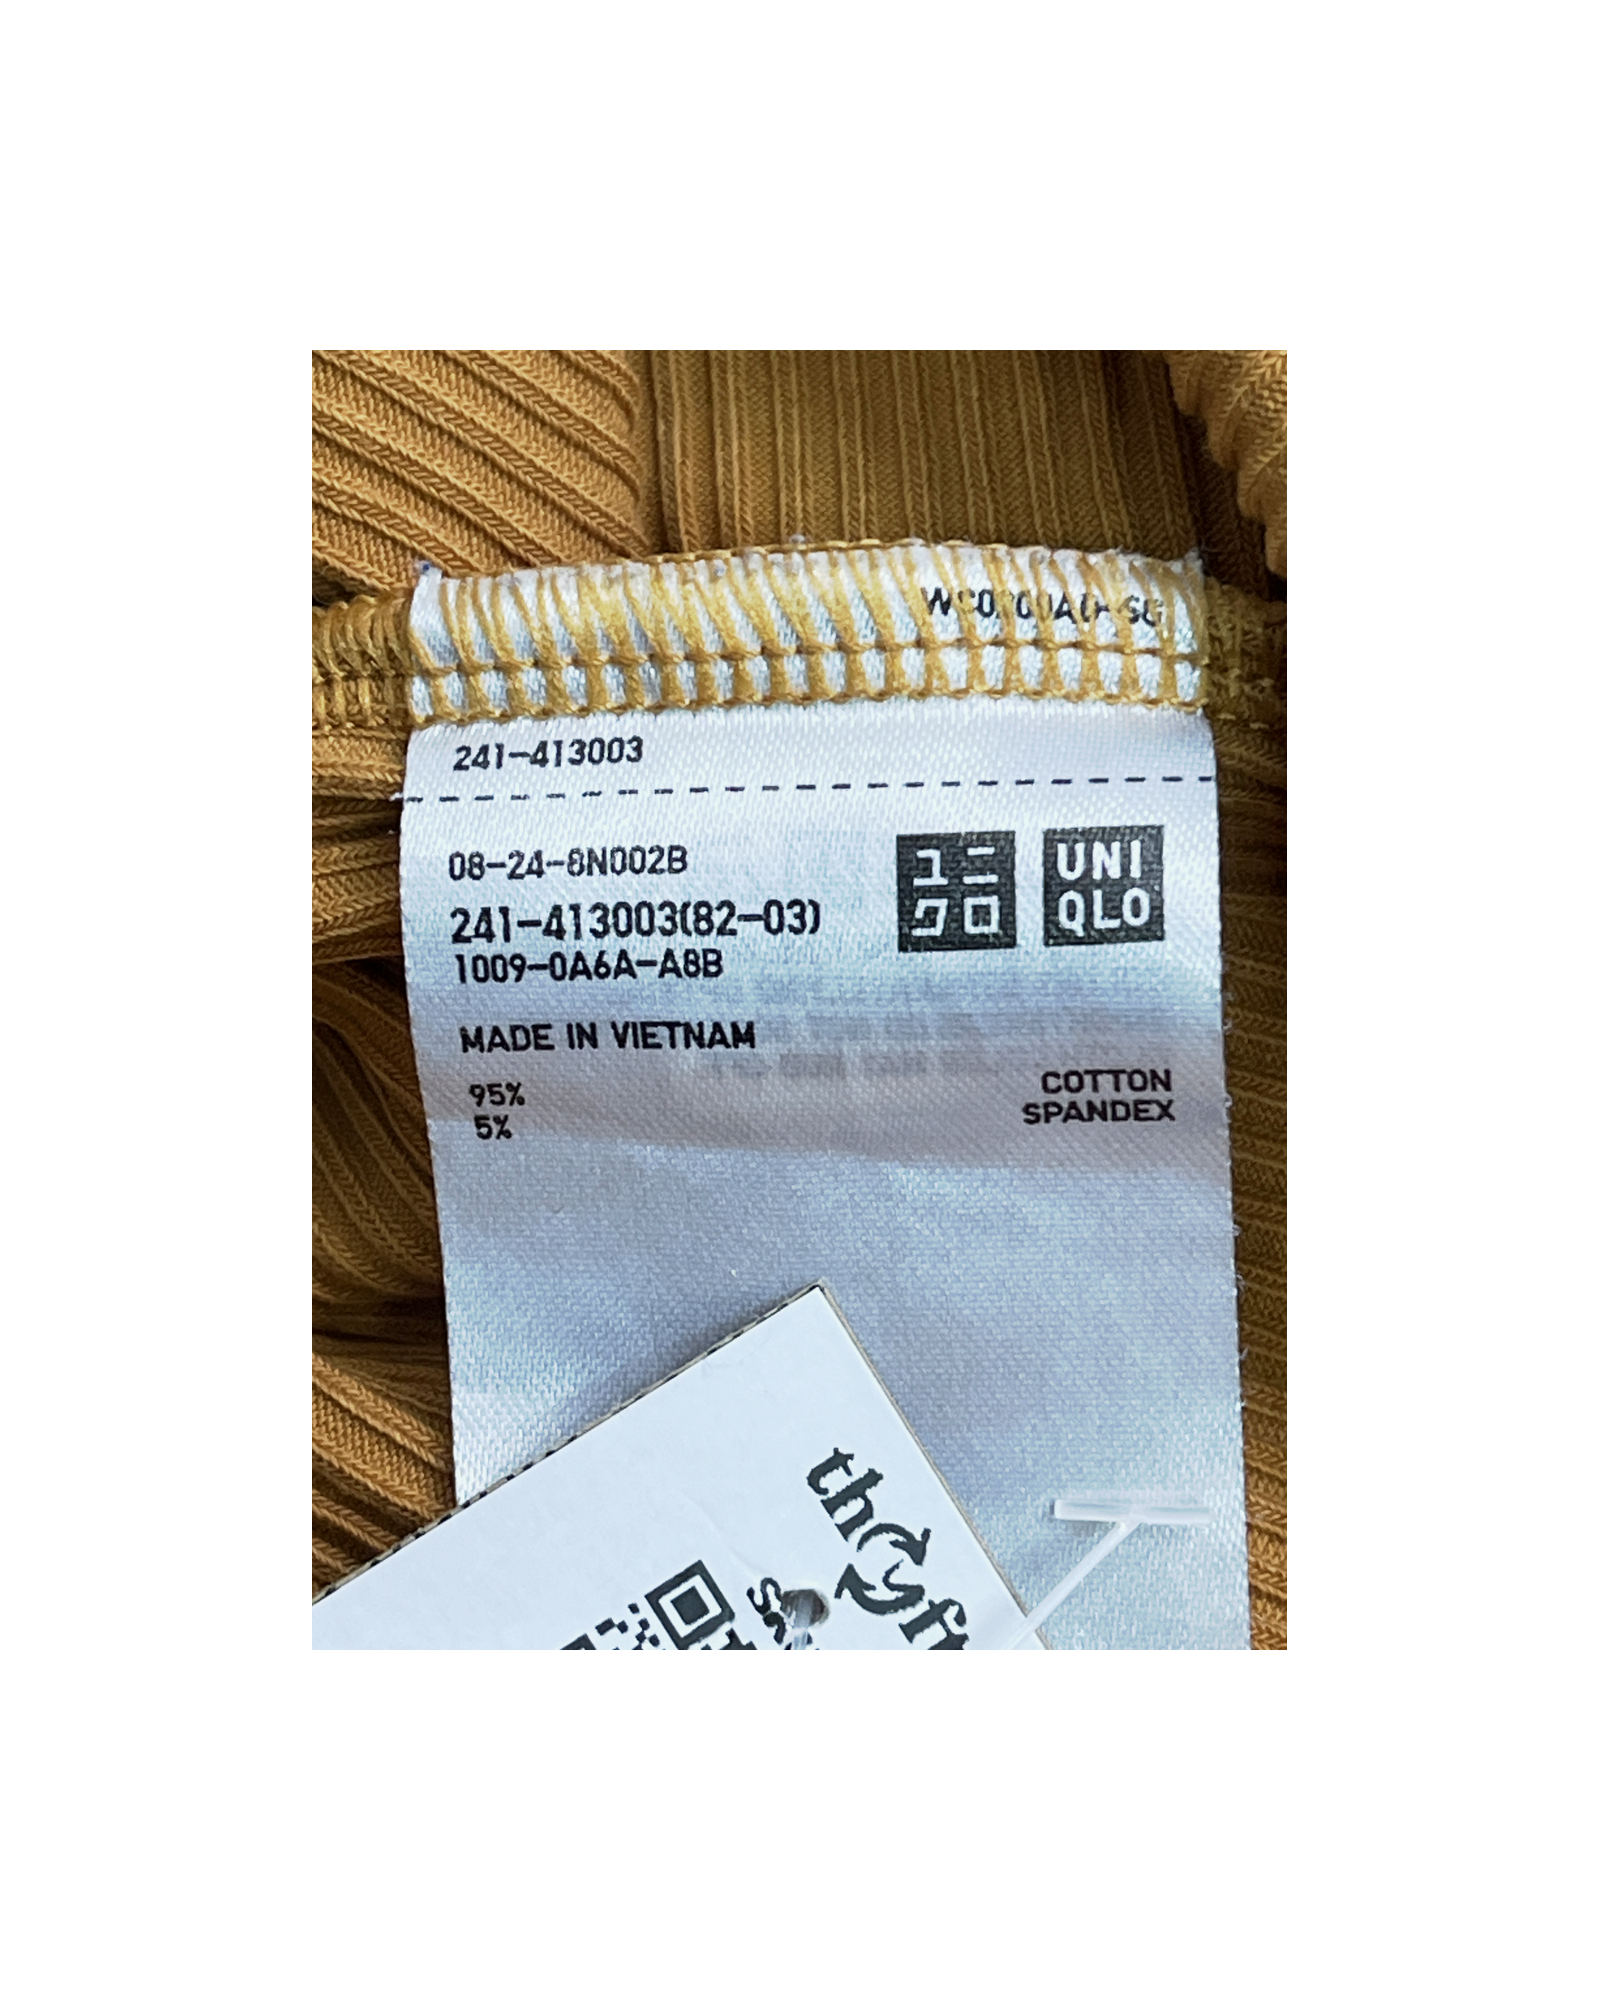 241-413003
08-24-8N002B
241-413003(82-03)
1009-0A6A-A8B
ユニ
クロ
UNI
QLO
MADE IN VIETNAM
95% COTTON
5% SPANDEX